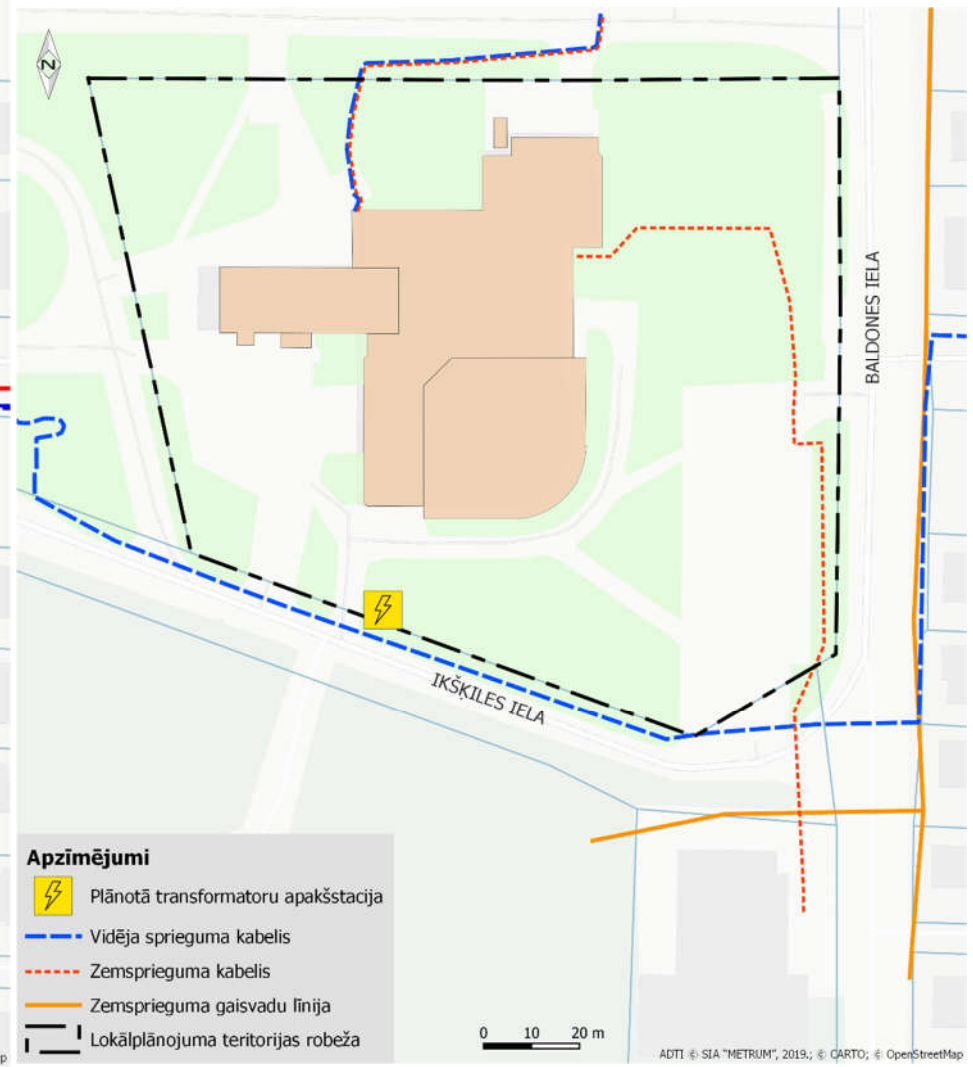 Z
BALDONES IELA
IKŠĶILES IELA
Apzīmējumi
Plānotā transformatoru apakšstacija
Vidēja sprieguma kabelis
Zemsprieguma kabelis
Zemsprieguma gaisvadu līnija
Lokālplānojuma teritorijas robeža
0 10 20 m
p
ADTI © SIA "METRUM", 2019.; © CARTO; © OpenStreetMap